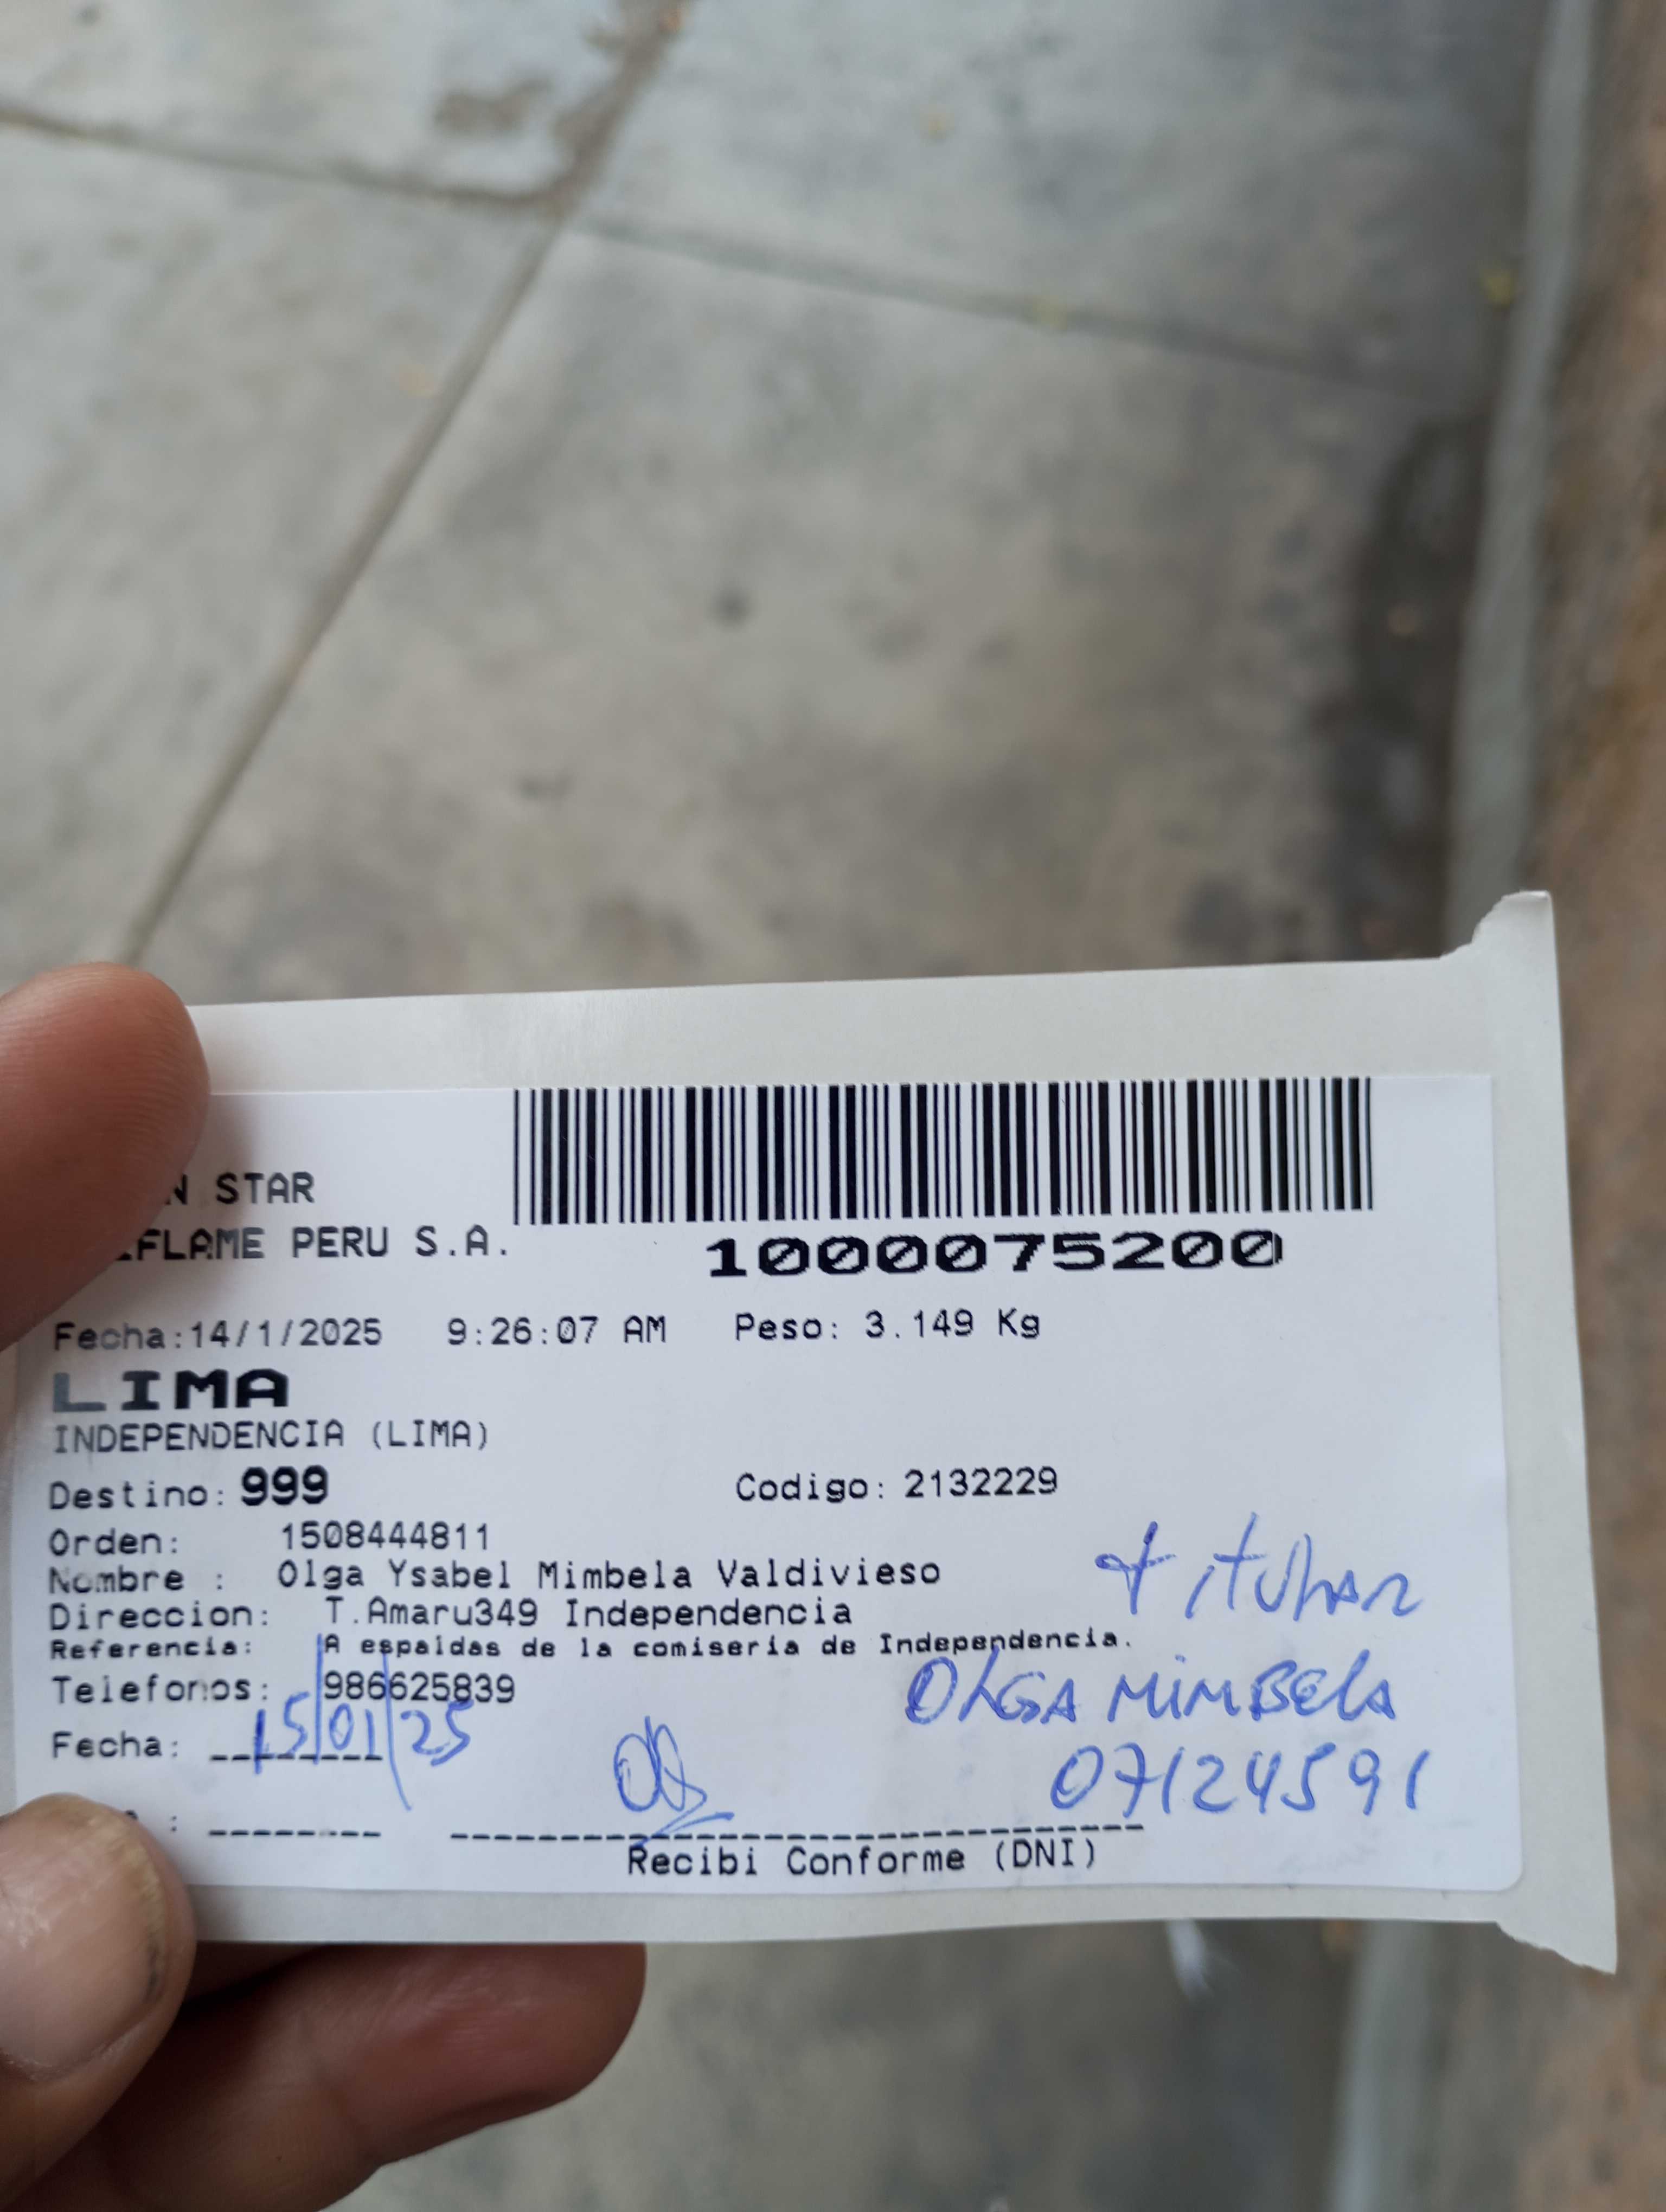 STAR
EFLAME PERU S.A.
1000075200
Fecha:14/1/2025 9:26:07 AM Peso: 3.149 Kg
LIMA
INDEPENDENCIA (LIMA)
Destino: 999 Codigo: 2132229
Orden: 1508444811
Nombre : Olga Ysabel Mimbela Valdivieso
titular
Direccion: T.Amaru349 Independencia
Referencia: A espaldas de la comiseria de Independencia.
Telefonos: 986625839
OLGA MIMBELA
Fecha: 15/01/25
07124591
Recibi Conforme (DNI)